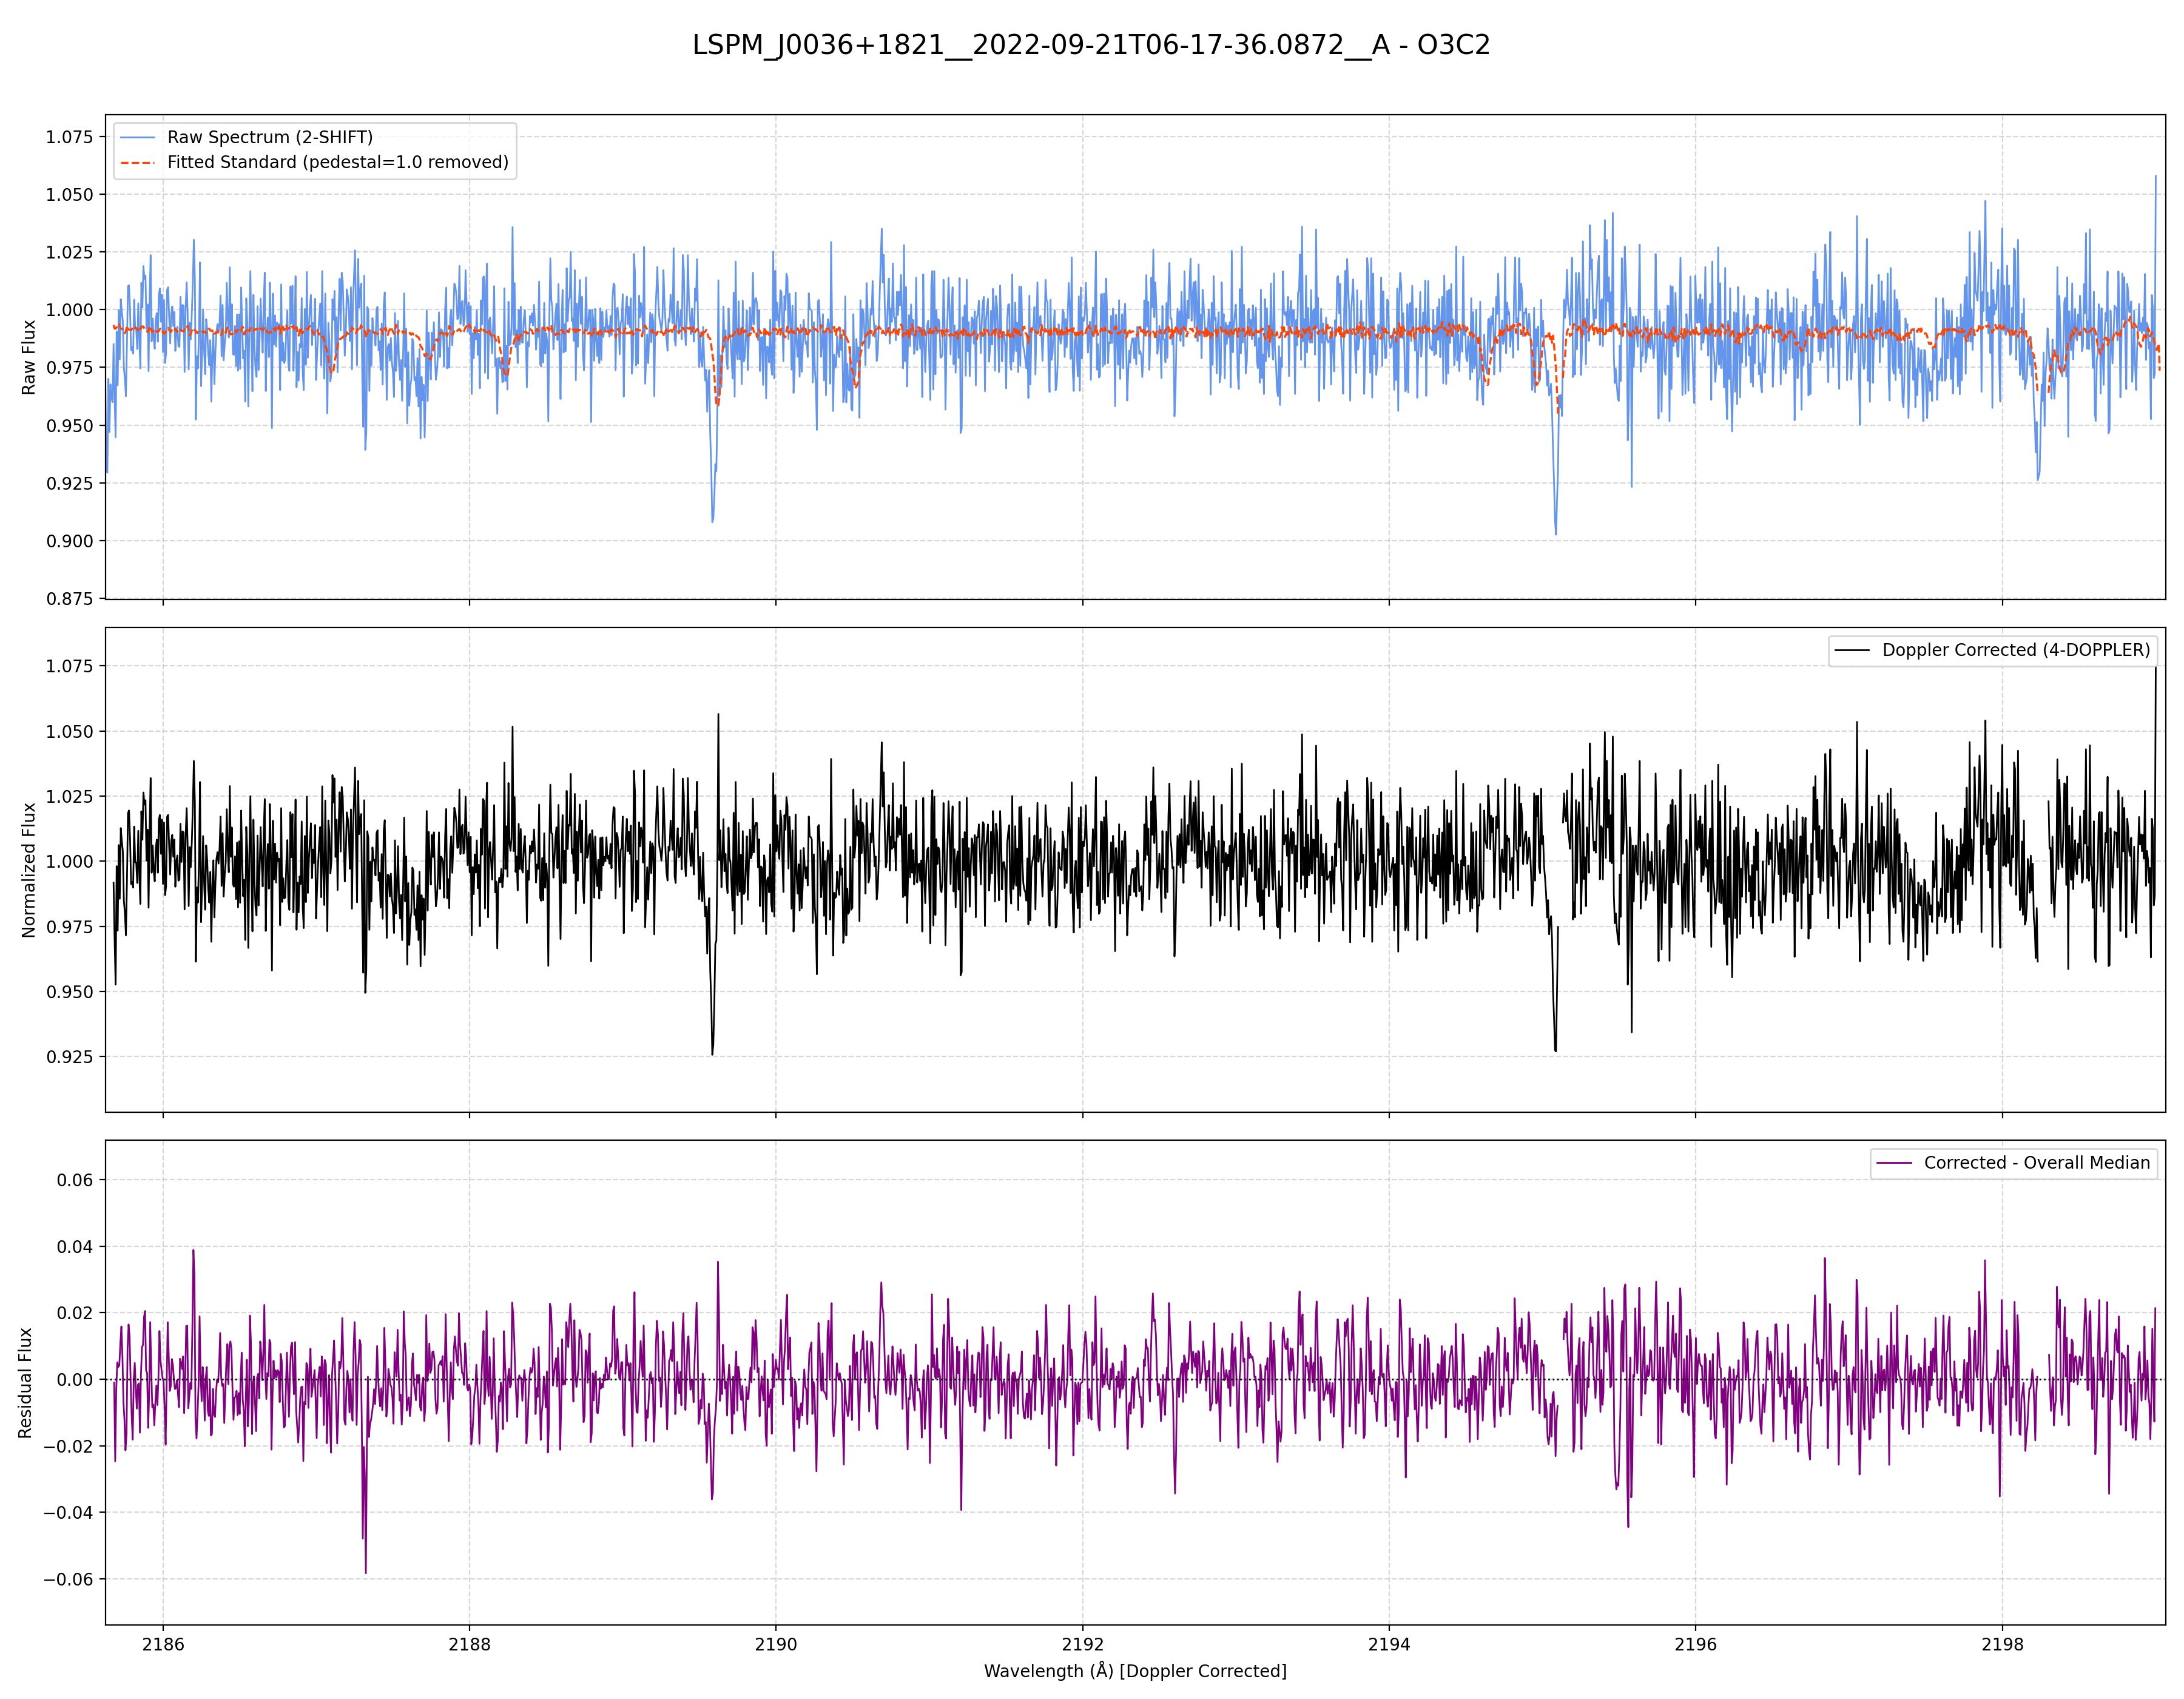 LSPM_J0036+1821__2022-09-21T06-17-36.0872__A - O3C2
Raw Spectrum (2-SHIFT)
Fitted Standard (pedestal=1.0 removed)
1.075
1.050
1.025
1.000
0.975
0.950
0.925
0.900
0.875
Raw Flux
Doppler Corrected (4-DOPPLER)
1.075
1.050
1.025
1.000
0.975
0.950
0.925
Normalized Flux
Corrected - Overall Median
0.06
0.04
0.02
0.00
−0.02
−0.04
−0.06
Residual Flux
2186 2188 2190 2192 2194 2196 2198
Wavelength (Å) [Doppler Corrected]